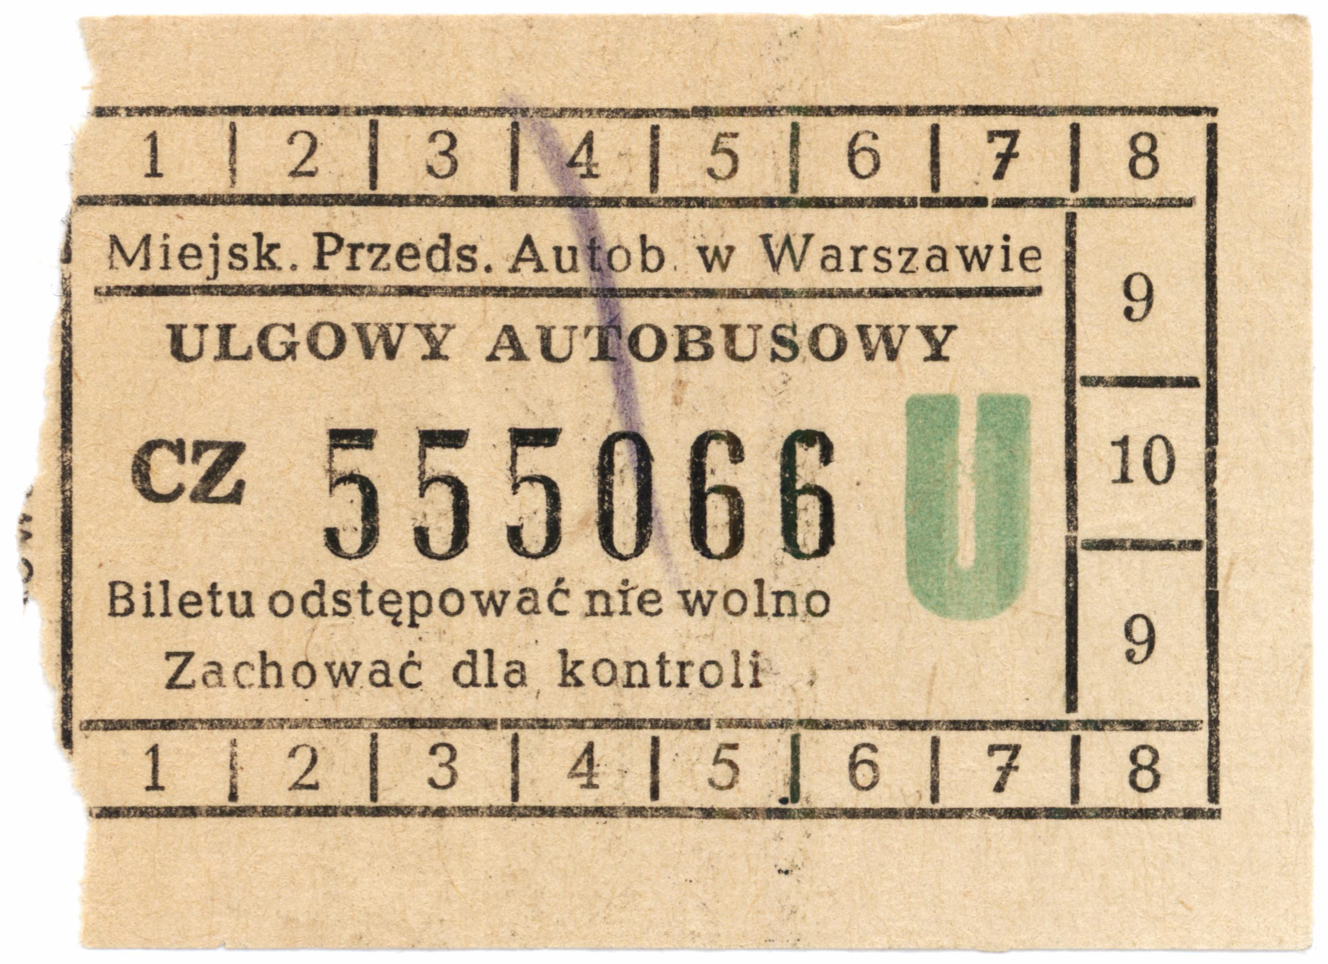 1 | 2 | 3 | 4 | 5 | 6 | 7 | 8
Miejsk. Przeds. Autob. w Warszawie
9
ULGOWY AUTOBUSOWY
CZ 555066 U
10
Biletu odstępować nie wolno
9
Zachować dla kontroli
1 | 2 | 3 | 4 | 5 | 6 | 7 | 8